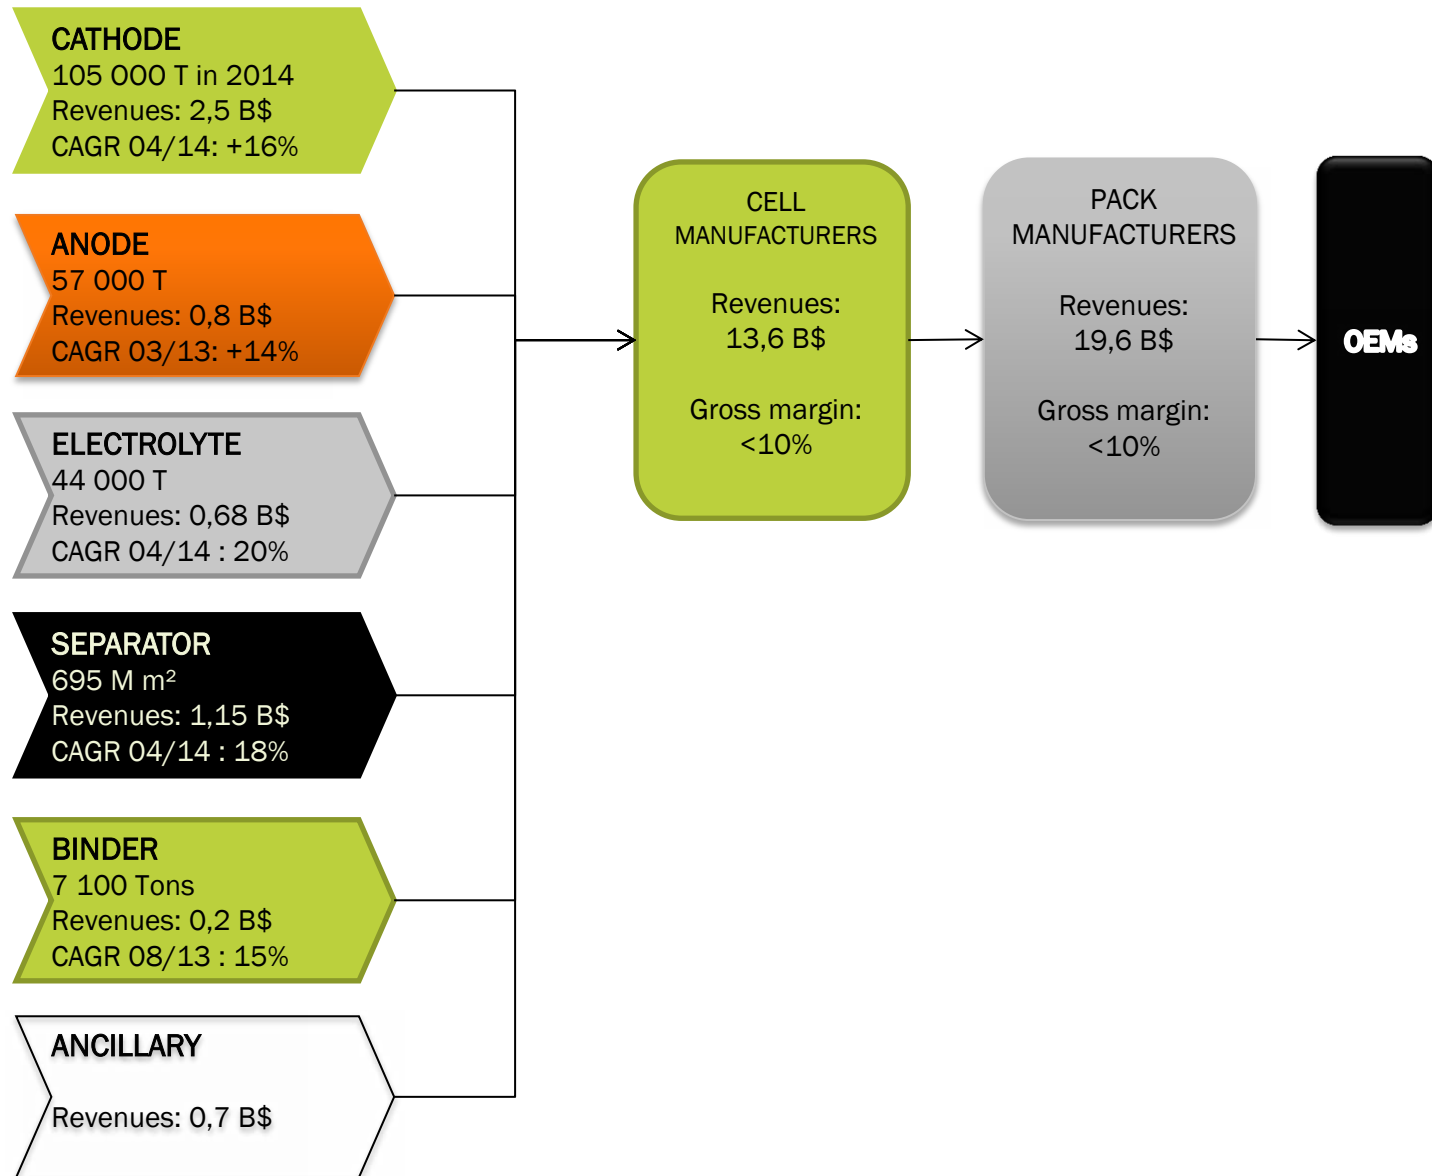 CATHODE
105 000 T in 2014
Revenues: 2,5 B$
CAGR 04/14: +16%
ANODE
57 000 T
Revenues: 0,8 B$
CAGR 03/13: +14%
ELECTROLYTE
44 000 T
Revenues: 0,68 B$
CAGR 04/14 : 20%
SEPARATOR
695 M m²
Revenues: 1,15 B$
CAGR 04/14 : 18%
BINDER
7 100 Tons
Revenues: 0,2 B$
CAGR 08/13 : 15%
ANCILLARY
Revenues: 0,7 B$
CELL
MANUFACTURERS
Revenues:
13,6 B$
Gross margin:
<10%
PACK
MANUFACTURERS
Revenues:
19,6 B$
Gross margin:
<10%
OEMs